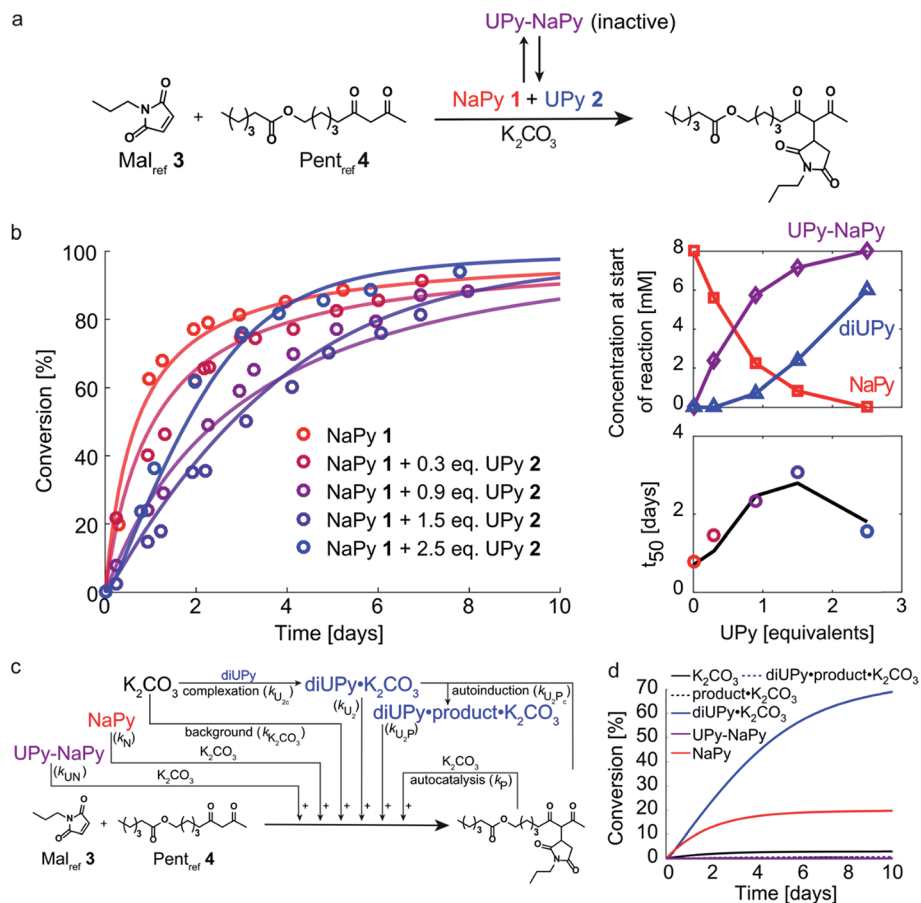 a
UPy-NaPy (inactive)
NaPy 1 + UPy 2
K2CO3
Malref 3
+
Pentref 4
b
Conversion [%]
100
80
60
40
20
0
0 2 4 6 8 10
Time [days]
NaPy 1
NaPy 1 + 0.3 eq. UPy 2
NaPy 1 + 0.9 eq. UPy 2
NaPy 1 + 1.5 eq. UPy 2
NaPy 1 + 2.5 eq. UPy 2
UPy-NaPy
diUPy
NaPy
Concentration at start
of reaction [mM]
8
6
4
2
0
t50 [days]
4
2
0
0 1 2 3
UPy [equivalents]
c
K2CO3
diUPy
complexation (kU2c)
diUPy•K2CO3
autoinduction (kU2Pc)
(kU2)
diUPy•product•K2CO3
NaPy
(kN)
background (kK2CO3)
(kU2P)
K2CO3
K2CO3
UPy-NaPy
(kUN)
K2CO3
autocatalysis (kP)
+ + + + + +
Malref 3
+
Pentref 4
d
K2CO3
diUPy•product•K2CO3
product•K2CO3
diUPy•K2CO3
UPy-NaPy
NaPy
Conversion [%]
70
60
50
40
30
20
10
0
0 2 4 6 8 10
Time [days]